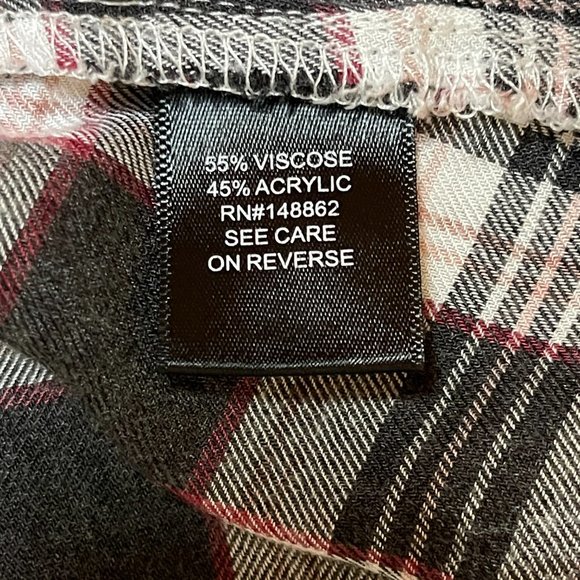 55% VISCOSE
45% ACRYLIC
RN#148862
SEE CARE
ON REVERSE